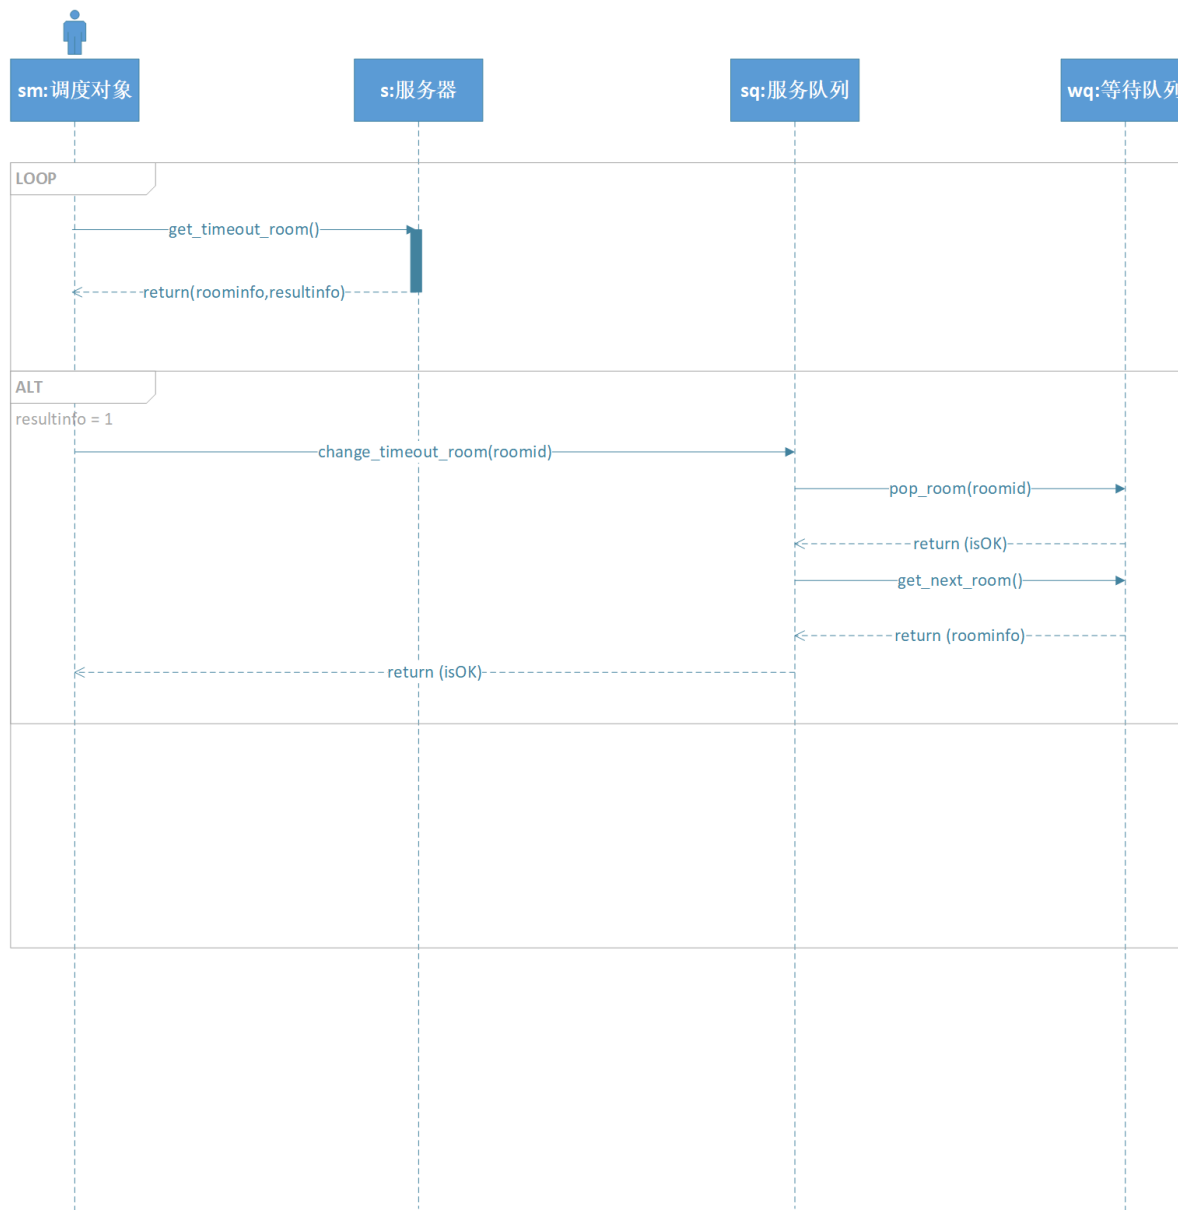 sm:调度对象
s:服务器
sq:服务队列
wq:等待队列
LOOP
get_timeout_room()
return(roominfo,resultinfo)
ALT
resultinfo = 1
change_timeout_room(roomid)
pop_room(roomid)
return (isOK)
get_next_room()
return (roominfo)
return (isOK)